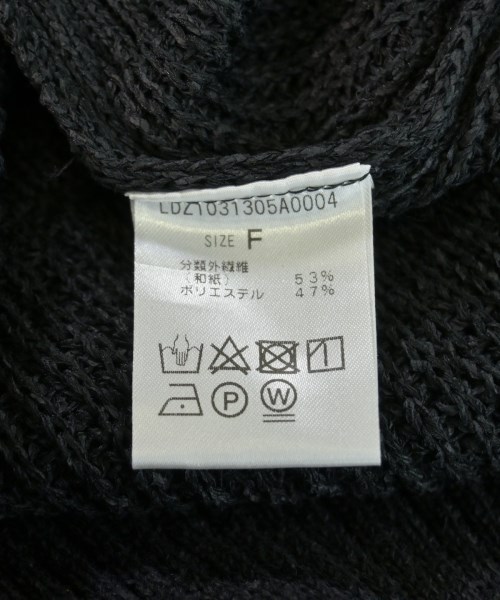 LDZ1031305A0004
SIZE F
分類外繊維
(和紙) 53%
ポリエステル 47%
P W